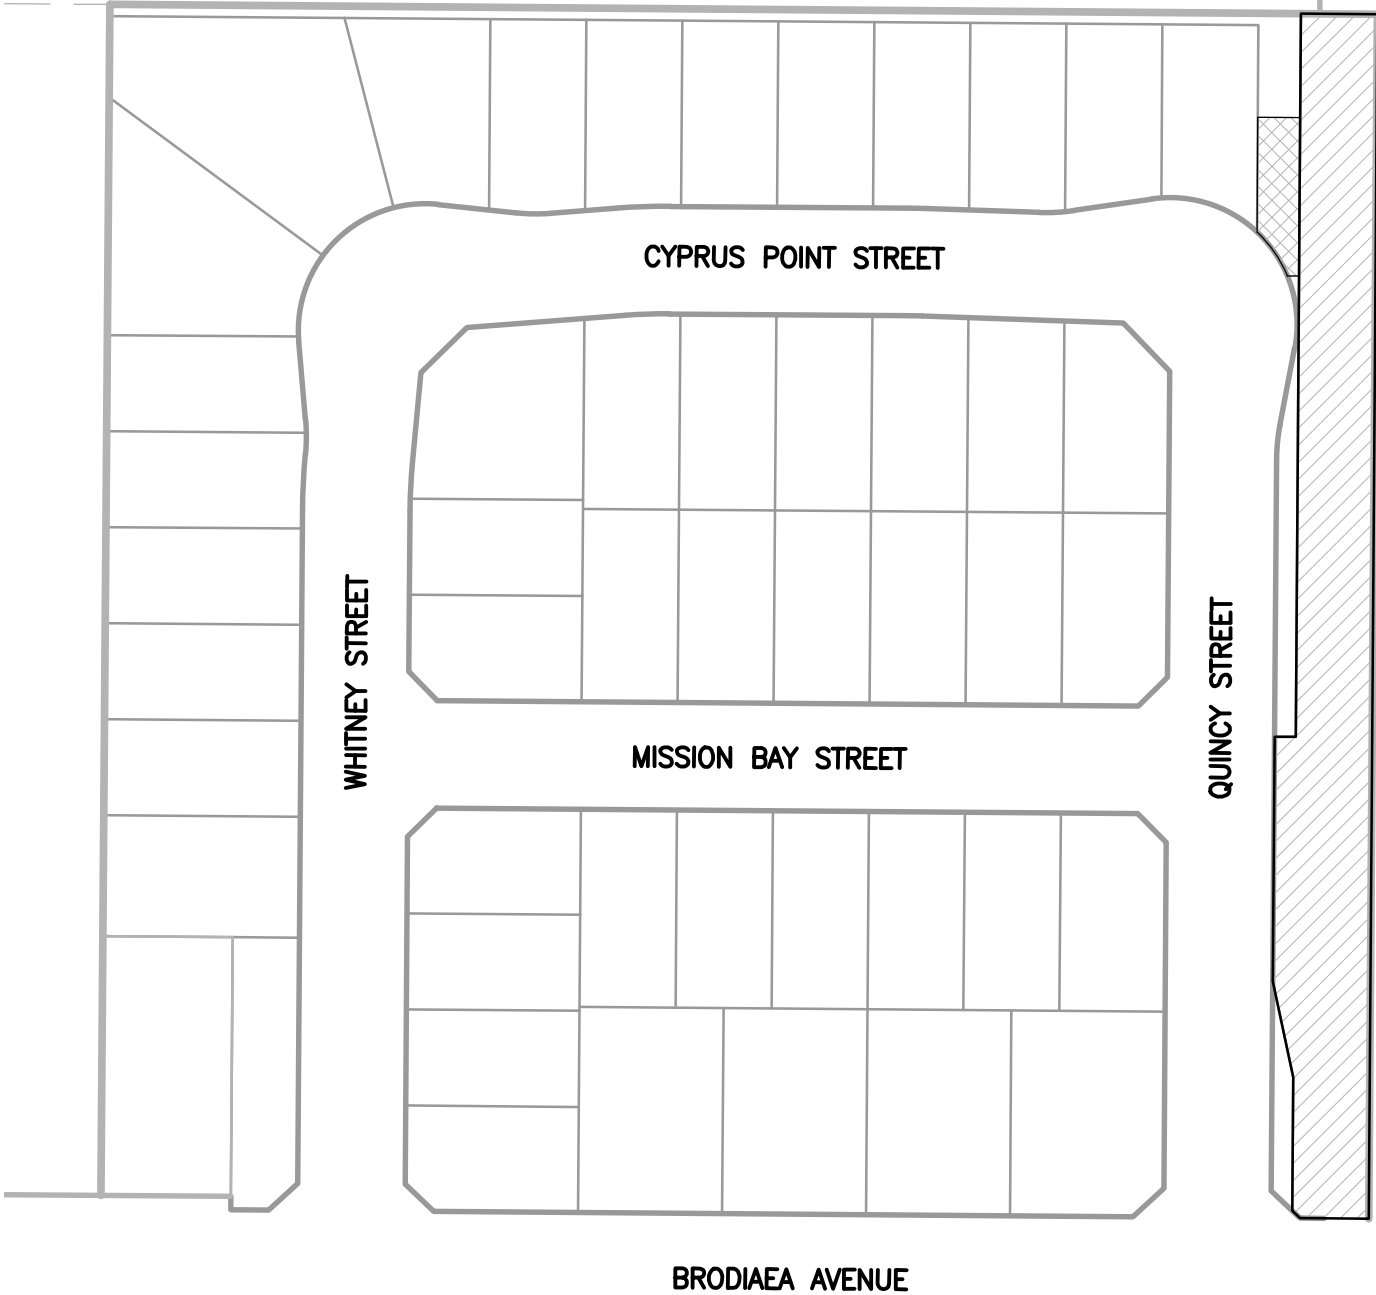 CYPRUS POINT STREET
WHITNEY STREET
QUINCY STREET
MISSION BAY STREET
BRODIAEA AVENUE